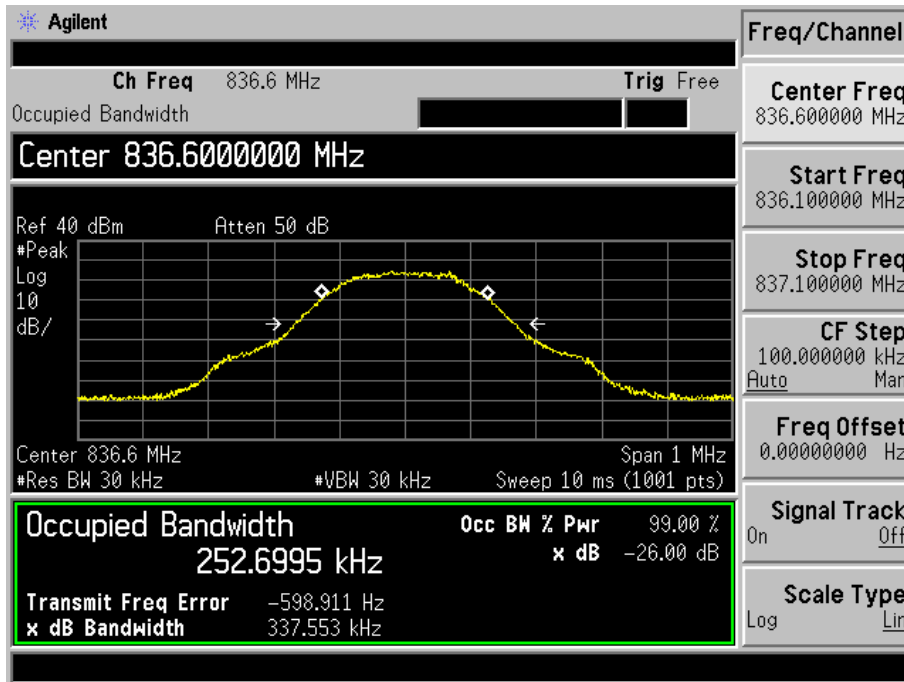 Agilent
Freq/Channel
Ch Freq 836.6 MHz Trig Free
Occupied Bandwidth
Center 836.6000000 MHz
Ref 40 dBm Atten 50 dB
#Peak
Log
10
dB/
Center 836.6 MHz Span 1 MHz
#Res BW 30 kHz #VBW 30 kHz Sweep 10 ms (1001 pts)
Occupied Bandwidth
252.6995 kHz
Occ BW % Pwr 99.00 %
x dB -26.00 dB
Transmit Freq Error -598.911 Hz
x dB Bandwidth 337.553 kHz
Center Freq
836.600000 MHz
Start Freq
836.100000 MHz
Stop Freq
837.100000 MHz
CF Step
100.000000 kHz
Auto Man
Freq Offset
0.00000000 Hz
Signal Track
On Off
Scale Type
Log Lin